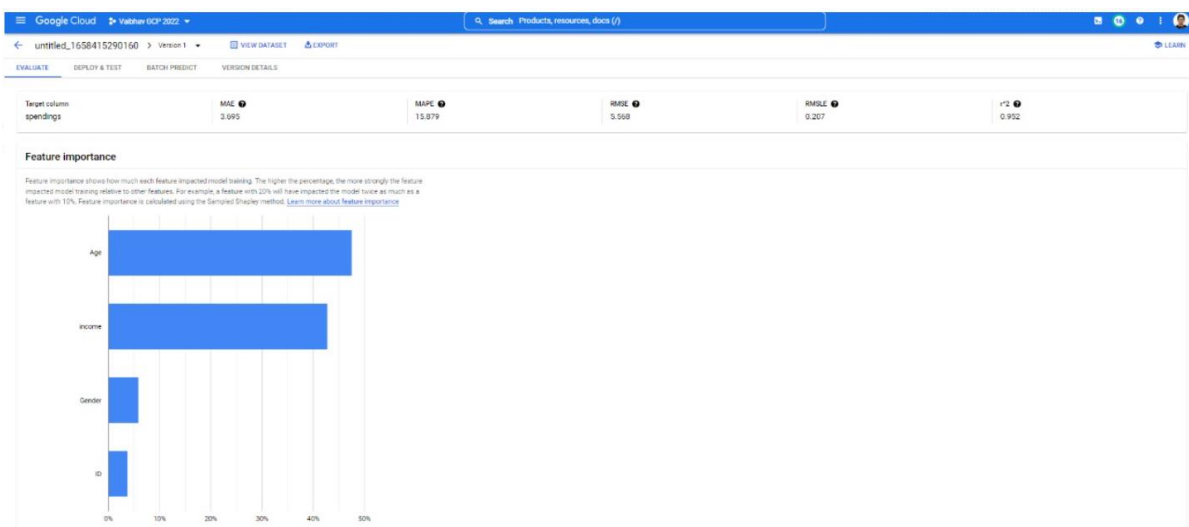 Google Cloud Vaibhav GCP 2022 Search Products, resources, docs (/)
untitled_1658415290160 > Version 1 VIEW DATASET EXPORT LEARN
EVALUATE DEPLOY & TEST BATCH PREDICT VERSION DETAILS
Target column MAE MAPE RMSE RMSLE r^2
spendings 3.695 15.879 5.568 0.207 0.952
Feature importance
Feature importance shows how much each feature impacted model training. The higher the percentage, the more strongly the feature
impacted model training relative to other features. For example, a feature with 20% will have impacted the model twice as much as a
feature with 10%. Feature importance is calculated using the Sampled Shapley method. Learn more about feature importance
Age
income
Gender
ID
0% 10% 20% 30% 40% 50%